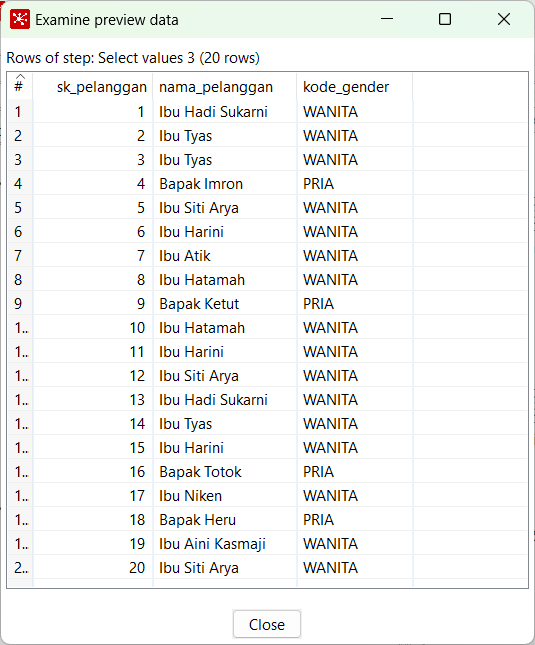 Examine preview data
Rows of step: Select values 3 (20 rows)
# sk_pelanggan nama_pelanggan kode_gender
1 1 Ibu Hadi Sukarni WANITA
2 2 Ibu Tyas WANITA
3 3 Ibu Tyas WANITA
4 4 Bapak Imron PRIA
5 5 Ibu Siti Arya WANITA
6 6 Ibu Harini WANITA
7 7 Ibu Atik WANITA
8 8 Ibu Hatamah WANITA
9 9 Bapak Ketut PRIA
1.. 10 Ibu Hatamah WANITA
1.. 11 Ibu Harini WANITA
1.. 12 Ibu Siti Arya WANITA
1.. 13 Ibu Hadi Sukarni WANITA
1.. 14 Ibu Tyas WANITA
1.. 15 Ibu Harini WANITA
1.. 16 Bapak Totok PRIA
1.. 17 Ibu Niken WANITA
1.. 18 Bapak Heru PRIA
1.. 19 Ibu Aini Kasmaji WANITA
2.. 20 Ibu Siti Arya WANITA
Close